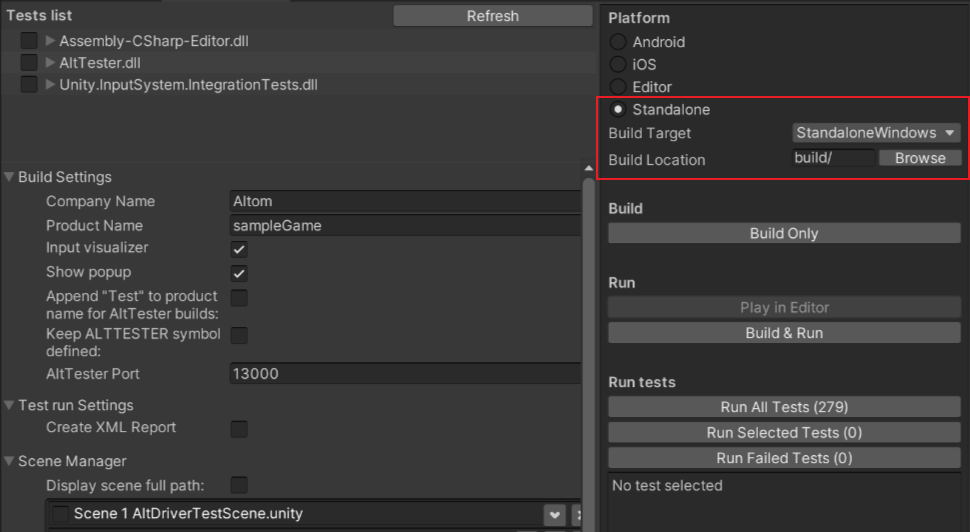 Tests list
Refresh
Assembly-CSharp-Editor.dll
AltTester.dll
Unity.InputSystem.IntegrationTests.dll
Build Settings
Company Name
Altom
Product Name
sampleGame
Input visualizer
Show popup
Append "Test" to product
name for AltTester builds:
Keep ALTTESTER symbol
defined:
AltTester Port
13000
Test run Settings
Create XML Report
Scene Manager
Display scene full path:
Scene 1 AltDriverTestScene.unity
Platform
Android
iOS
Editor
Standalone
Build Target
StandaloneWindows
Build Location
build/
Browse
Build
Build Only
Run
Play in Editor
Build & Run
Run tests
Run All Tests (279)
Run Selected Tests (0)
Run Failed Tests (0)
No test selected